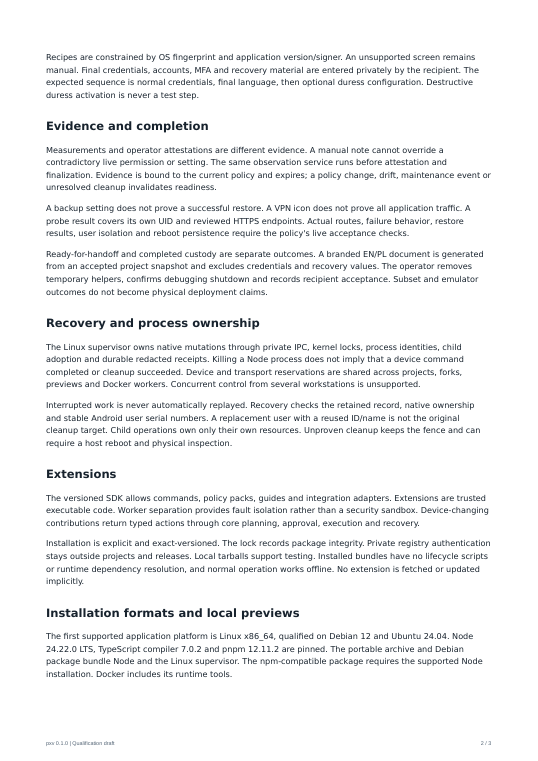 Recipes are constrained by OS fingerprint and application version/signer. An unsupported screen remains
manual. Final credentials, accounts, MFA and recovery material are entered privately by the recipient. The
expected sequence is normal credentials, final language, then optional duress configuration. Destructive
duress activation is never a test step.
Evidence and completion
Measurements and operator attestations are different evidence. A manual note cannot override a
contradictory live permission or setting. The same observation service runs before attestation and
finalization. Evidence is bound to the current policy and expires; a policy change, drift, maintenance event or
unresolved cleanup invalidates readiness.
A backup setting does not prove a successful restore. A VPN icon does not prove all application traffic. A
probe result covers its own UID and reviewed HTTPS endpoints. Actual routes, failure behavior, restore
results, user isolation and reboot persistence require the policy's live acceptance checks.
Ready-for-handoff and completed custody are separate outcomes. A branded EN/PL document is generated
from an accepted project snapshot and excludes credentials and recovery values. The operator removes
temporary helpers, confirms debugging shutdown and records recipient acceptance. Subset and emulator
outcomes do not become physical deployment claims.
Recovery and process ownership
The Linux supervisor owns native mutations through private IPC, kernel locks, process identities, child
adoption and durable redacted receipts. Killing a Node process does not imply that a device command
completed or cleanup succeeded. Device and transport reservations are shared across projects, forks,
previews and Docker workers. Concurrent control from several workstations is unsupported.
Interrupted work is never automatically replayed. Recovery checks the retained record, native ownership
and stable Android user serial numbers. A replacement user with a reused ID/name is not the original
cleanup target. Child operations own only their own resources. Unproven cleanup keeps the fence and can
require a host reboot and physical inspection.
Extensions
The versioned SDK allows commands, policy packs, guides and integration adapters. Extensions are trusted
executable code. Worker separation provides fault isolation rather than a security sandbox. Device-changing
contributions return typed actions through core planning, approval, execution and recovery.
Installation is explicit and exact-versioned. The lock records package integrity. Private registry authentication
stays outside projects and releases. Local tarballs support testing. Installed bundles have no lifecycle scripts
or runtime dependency resolution, and normal operation works offline. No extension is fetched or updated
implicitly.
Installation formats and local previews
The first supported application platform is Linux x86_64, qualified on Debian 12 and Ubuntu 24.04. Node
24.22.0 LTS, TypeScript compiler 7.0.2 and pnpm 12.11.2 are pinned. The portable archive and Debian
package bundle Node and the Linux supervisor. The npm-compatible package requires the supported Node
installation. Docker includes its runtime tools.
pxv 0.1.0 | Qualification draft
2 / 3